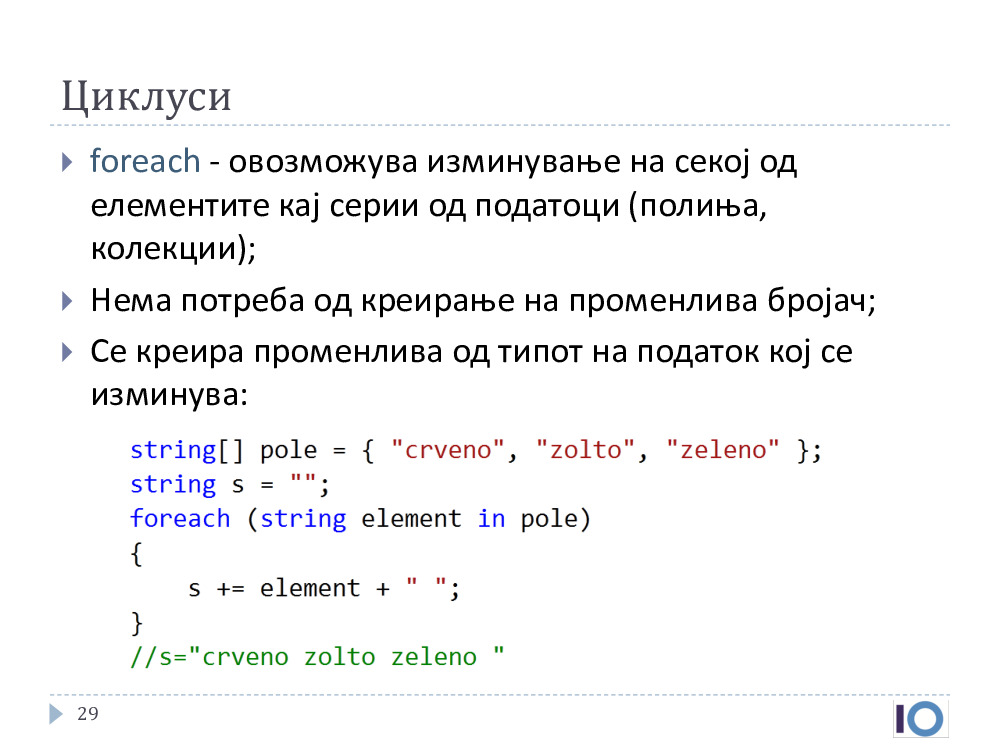 Циклуси
foreach - овозможува изминување на секој од
елементите кај серии од податоци (полиња,
колекции);
Нема потреба од креирање на променлива бројач;
Се креира променлива од типот на податок кој се
изминува:
string[] pole = { "crveno", "zolto", "zeleno" };
string s = "";
foreach (string element in pole)
{
    s += element + " ";
}
//s="crveno zolto zeleno "
29
IO